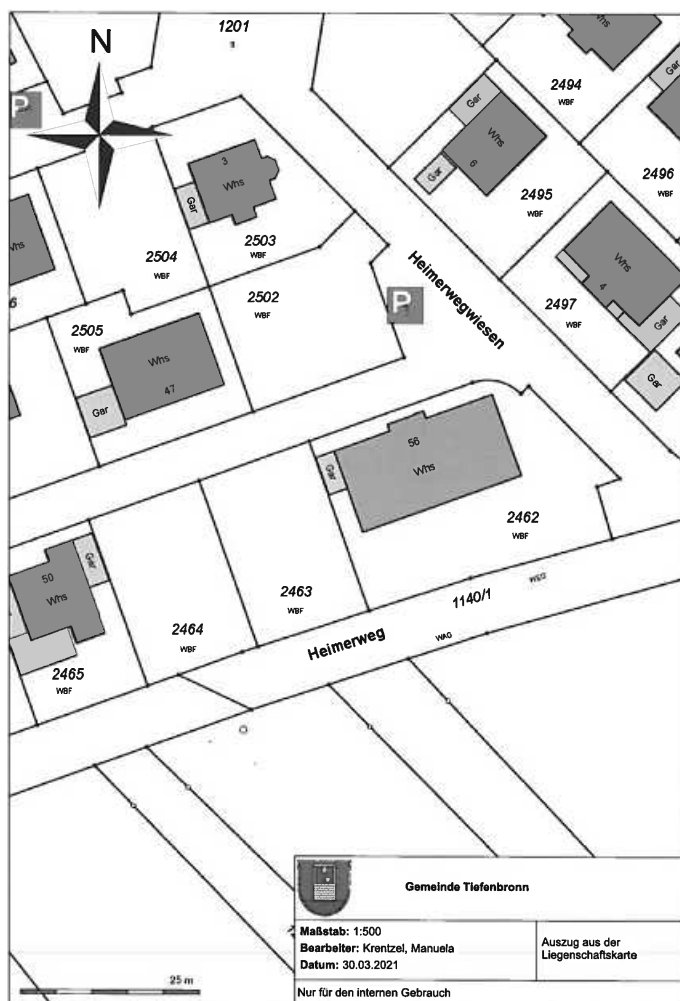 1201
N
P
2494
WBF
Gar
Gar
Whs
6
Gar
2495
WBF
2496
WBF
3
Whs
Gar
2503
WBF
2504
WBF
Whs
6
Heimerwegwiesen
Whs
4
2497
WBF
Gar
Gar
2502
WBF
P
2505
WBF
Whs
47
Gar
56
Whs
Gar
2462
WBF
50
Whs
Gar
2463
WBF
2464
WBF
2465
WBF
1140/1
Heimerweg
WAG
Gemeinde Tiefenbronn
Maßstab: 1:500
Bearbeiter: Krentzel, Manuela
Datum: 30.03.2021
Auszug aus der
Liegenschaftskarte
25 m
Nur für den internen Gebrauch